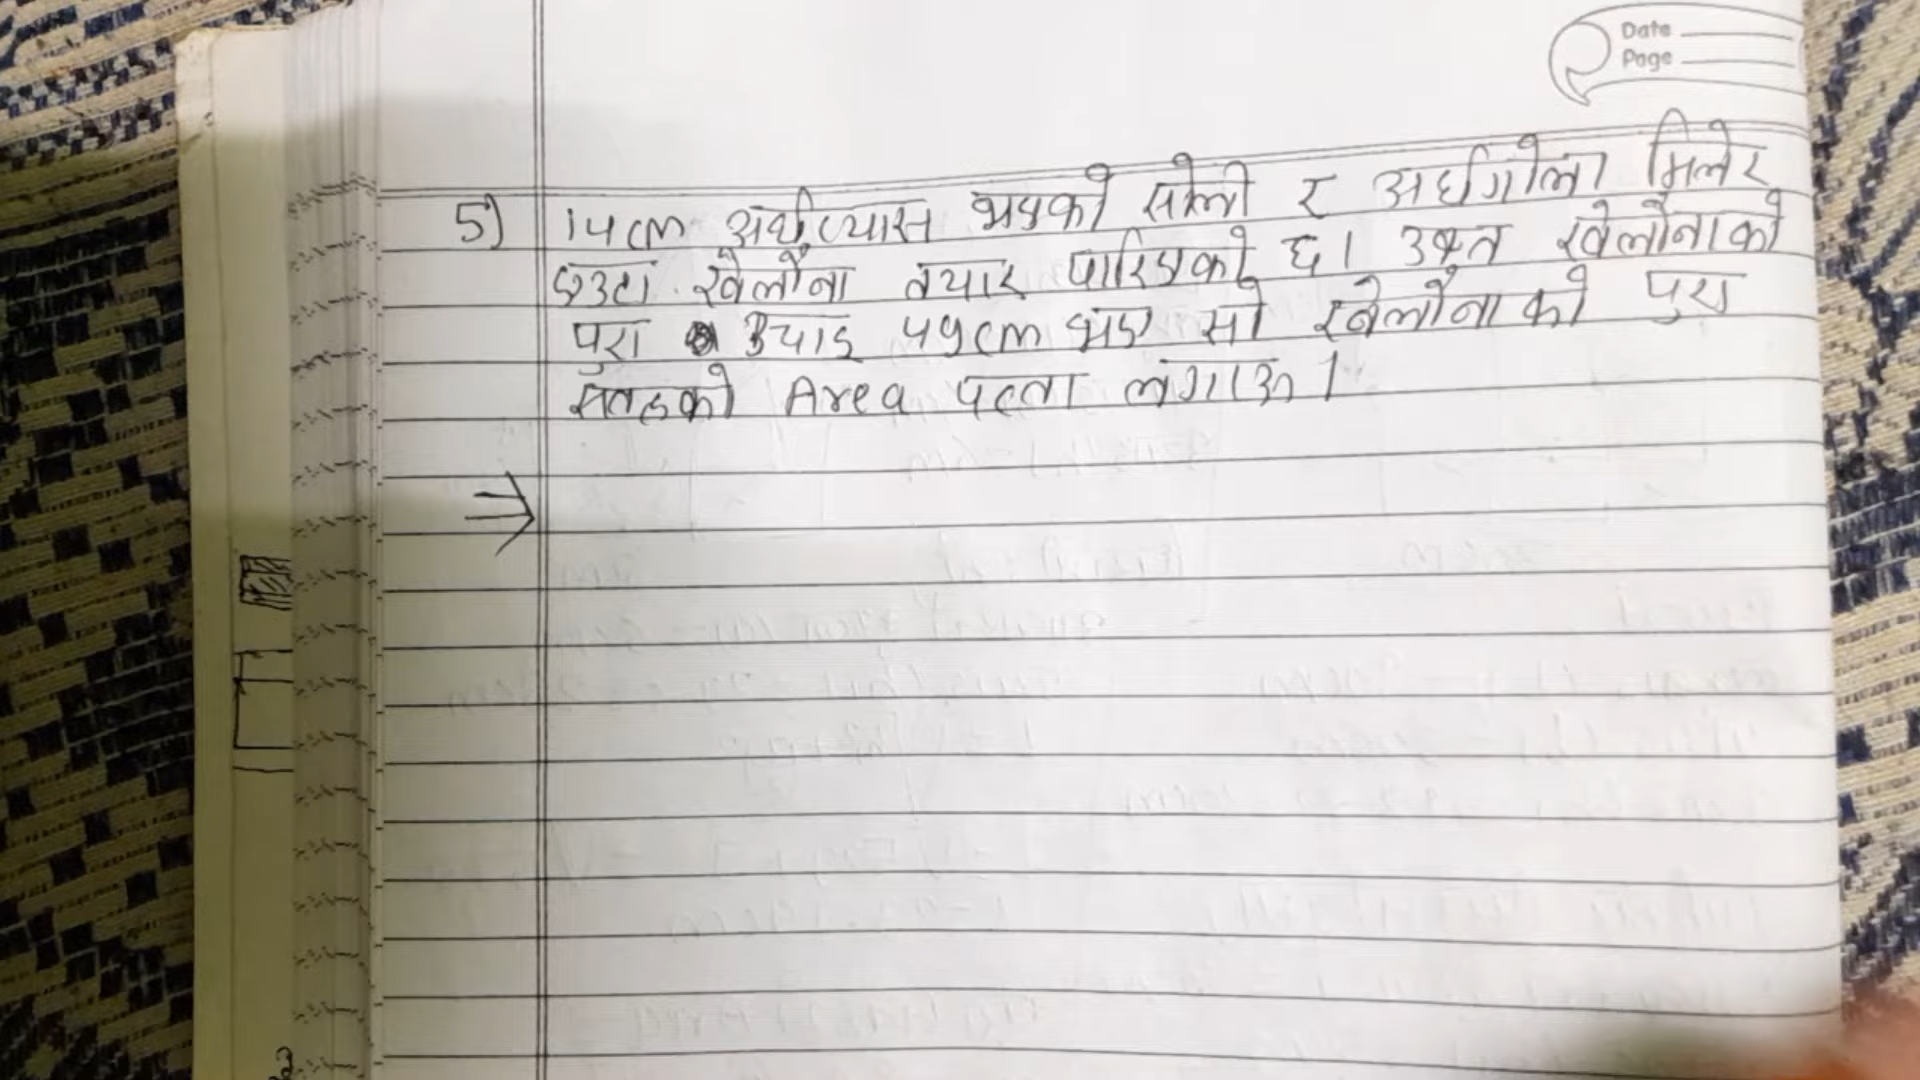 Date
Page
5) 14cm अर्धव्यास भएको सोली र अर्धगोला मिलेर
एउटा खेलौना तयार पारिएको छ। उक्त खेलौनाको
पुरा उचाइ 49cm भए सो खेलौनाको पुरा
सतहको Area पत्ता लगाऊ।
⇒